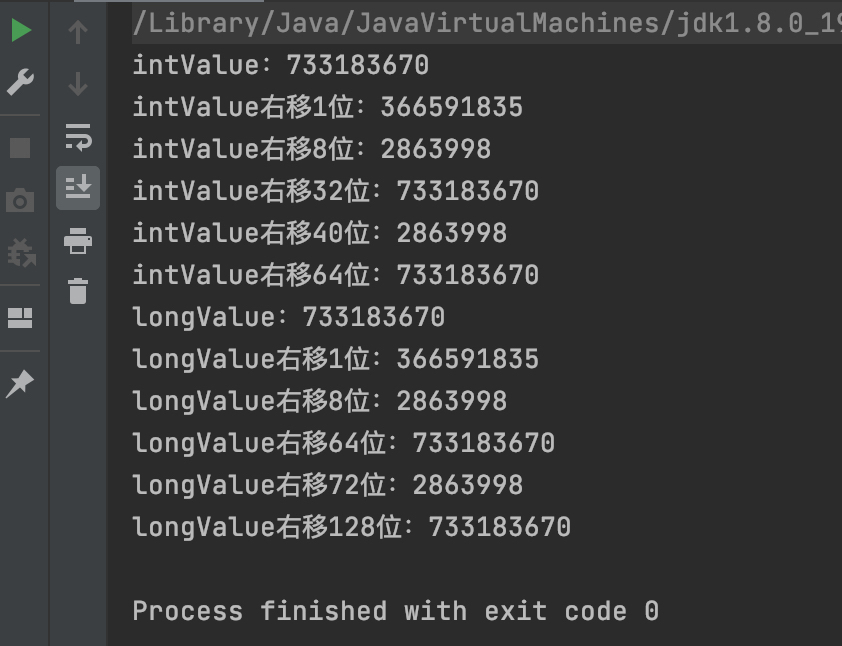 /Library/Java/JavaVirtualMachines/jdk1.8.0_19
intValue：733183670
intValue右移1位：366591835
intValue右移8位：2863998
intValue右移32位：733183670
intValue右移40位：2863998
intValue右移64位：733183670
longValue：733183670
longValue右移1位：366591835
longValue右移8位：2863998
longValue右移64位：733183670
longValue右移72位：2863998
longValue右移128位：733183670
Process finished with exit code 0